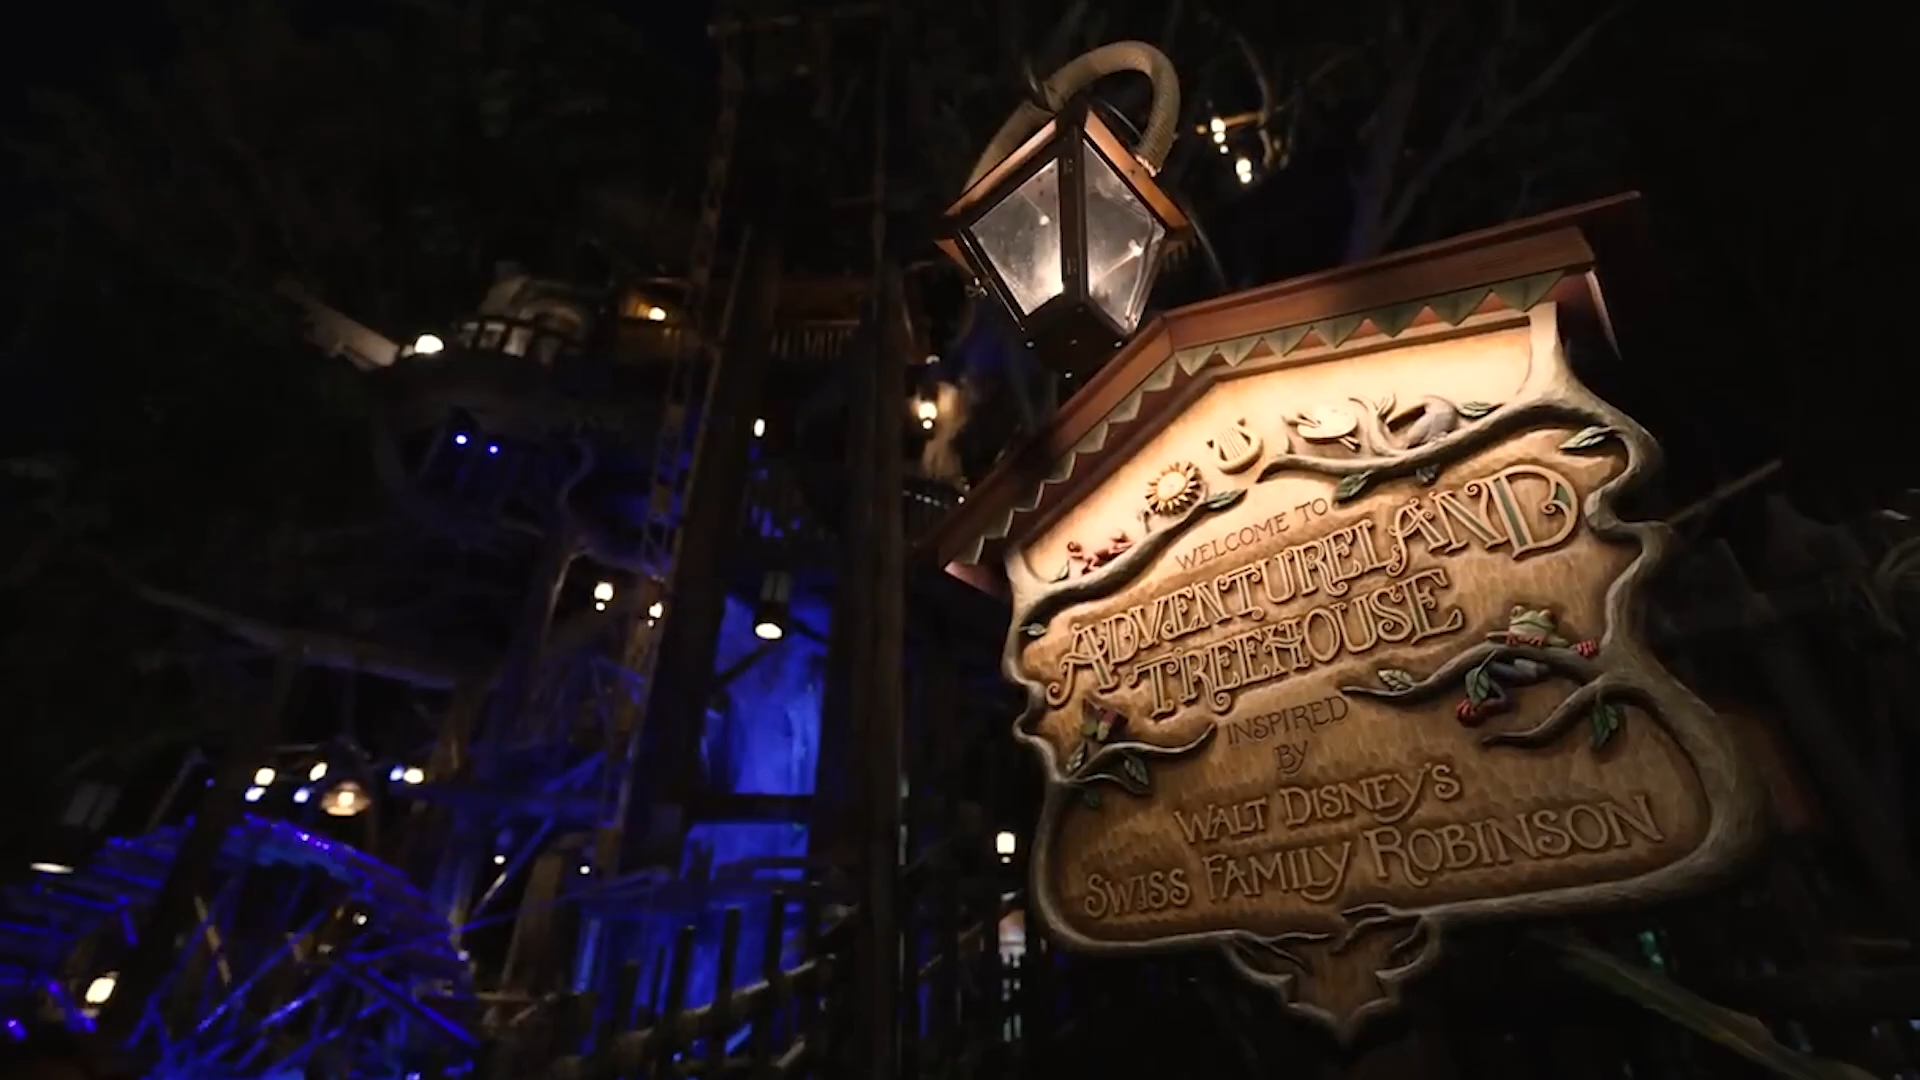 WELCOME TO
ADVENTURELAND
TREEHOUSE
INSPIRED
BY
WALT DISNEY'S
SWISS FAMILY ROBINSON